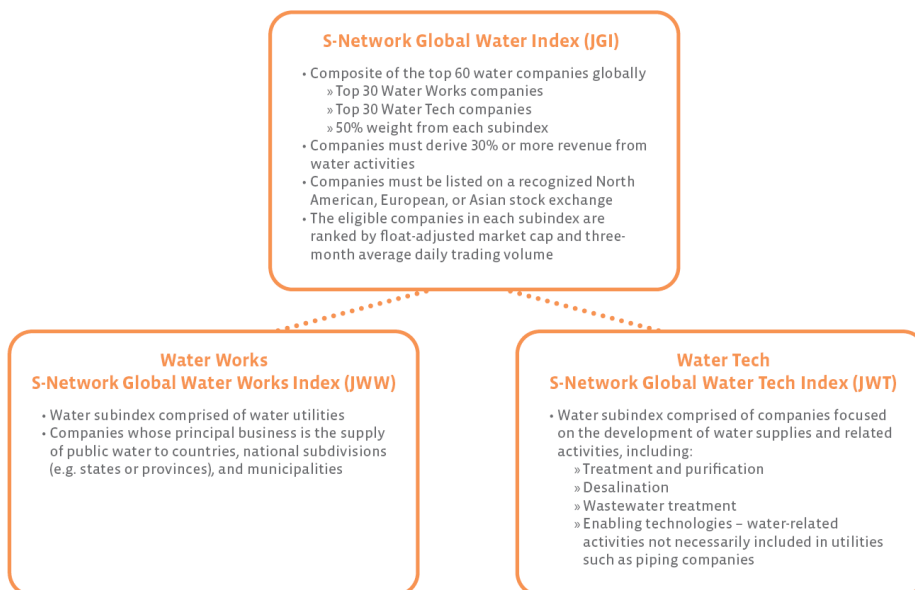 S-Network Global Water Index (JGI)
• Composite of the top 60 water companies globally
» Top 30 Water Works companies
» Top 30 Water Tech companies
» 50% weight from each subindex
• Companies must derive 30% or more revenue from
water activities
• Companies must be listed on a recognized North
American, European, or Asian stock exchange
• The eligible companies in each subindex are
ranked by float-adjusted market cap and three-
month average daily trading volume
Water Works
S-Network Global Water Works Index (JWW)
• Water subindex comprised of water utilities
• Companies whose principal business is the supply
of public water to countries, national subdivisions
(e.g. states or provinces), and municipalities
Water Tech
S-Network Global Water Tech Index (JWT)
• Water subindex comprised of companies focused
on the development of water supplies and related
activities, including:
» Treatment and purification
» Desalination
» Wastewater treatment
» Enabling technologies – water-related
activities not necessarily included in utilities
such as piping companies